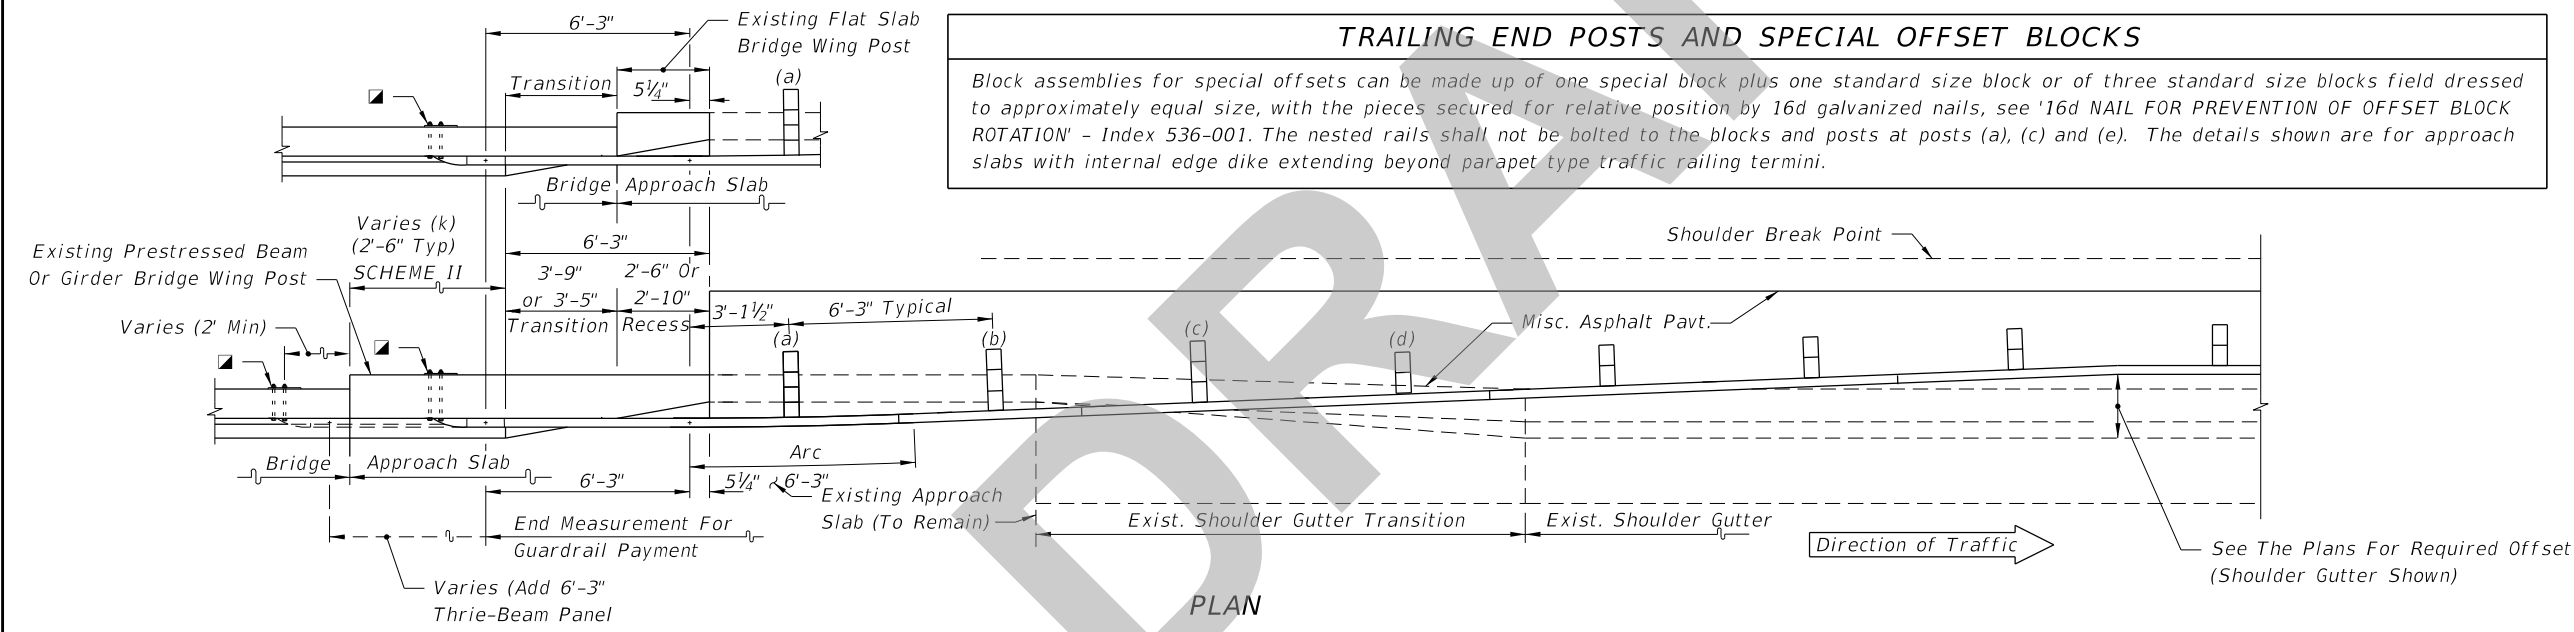 6'-3"
Existing Flat Slab
Bridge Wing Post
Transition
5¼"
(a)
Bridge
Approach Slab
TRAILING END POSTS AND SPECIAL OFFSET BLOCKS
Block assemblies for special offsets can be made up of one special block plus one standard size block or of three standard size blocks field dressed
to approximately equal size, with the pieces secured for relative position by 16d galvanized nails, see '16d NAIL FOR PREVENTION OF OFFSET BLOCK
ROTATION' - Index 536-001. The nested rails shall not be bolted to the blocks and posts at posts (a), (c) and (e). The details shown are for approach
slabs with internal edge dike extending beyond parapet type traffic railing termini.
Varies (k)
(2'-6" Typ)
SCHEME II
Existing Prestressed Beam
Or Girder Bridge Wing Post
Varies (2' Min)
6'-3"
3'-9"
or 3'-5"
Transition
2'-6" Or
2'-10"
Recess
3'-1½"
6'-3" Typical
(a)
(b)
(c)
(d)
Shoulder Break Point
Misc. Asphalt Pavt.
Bridge
Approach Slab
6'-3"
Arc
5¼"
6'-3"
Existing Approach
Slab (To Remain)
End Measurement For
Guardrail Payment
Varies (Add 6'-3"
Thrie-Beam Panel
Exist. Shoulder Gutter Transition
Exist. Shoulder Gutter
Direction of Traffic
See The Plans For Required Offset
(Shoulder Gutter Shown)
PLAN
DRAF